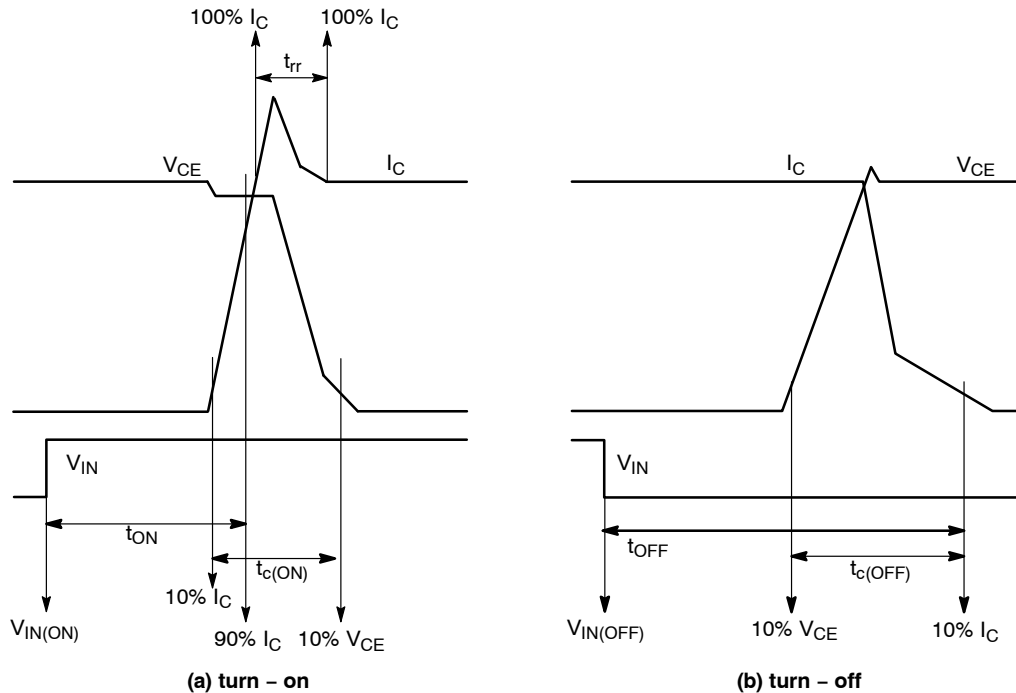 100% I_C 100% I_C
t_rr
V_CE I_C I_C V_CE
V_IN V_IN
t_ON t_OFF
t_c(ON) t_c(OFF)
10% I_C
V_IN(ON) 90% I_C 10% V_CE V_IN(OFF) 10% V_CE 10% I_C
(a) turn – on (b) turn – off